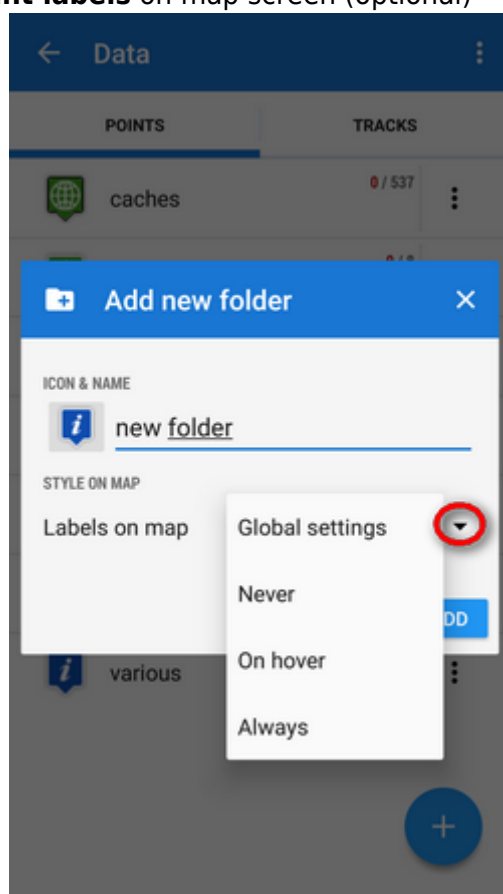 nt labels on map screen (optional)
Data
POINTS TRACKS
caches 0 / 537
Add new folder
ICON & NAME
new folder
STYLE ON MAP
Labels on map Global settings
Never
DD
On hover
various
Always